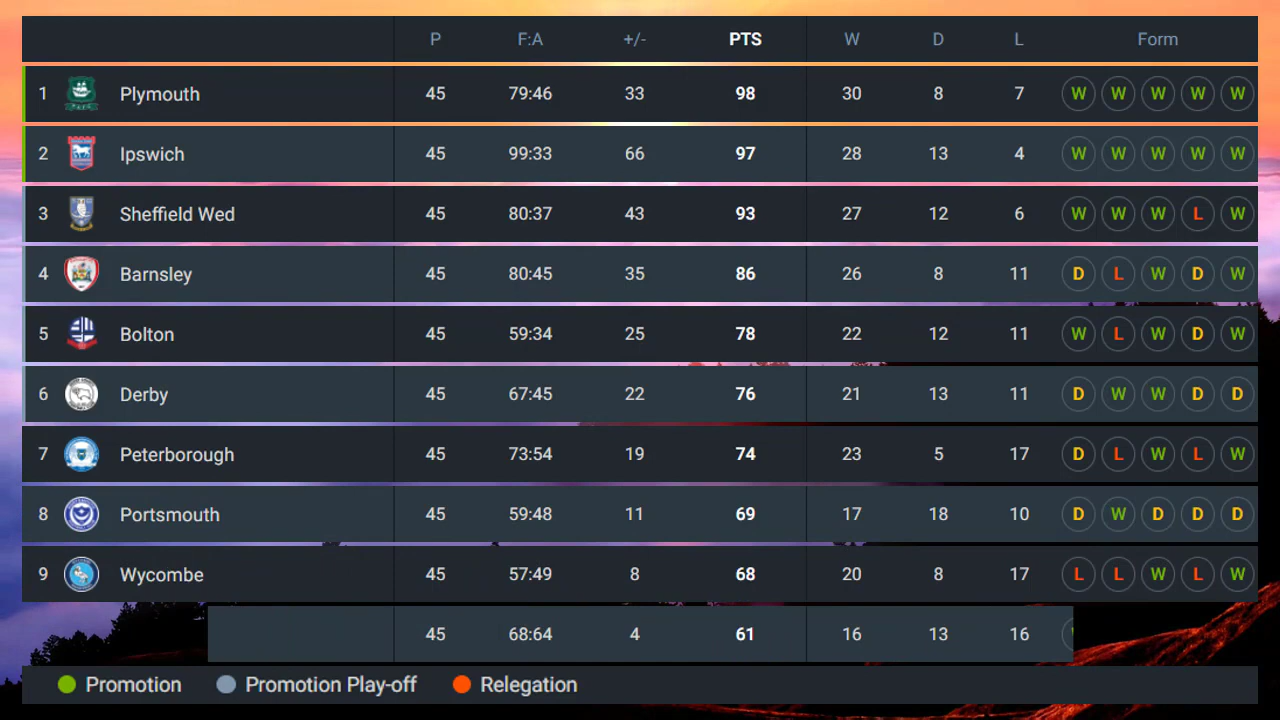 P F:A +/- PTS W D L Form
1 Plymouth 45 79:46 33 98 30 8 7 W W W W W
2 Ipswich 45 99:33 66 97 28 13 4 W W W W W
3 Sheffield Wed 45 80:37 43 93 27 12 6 W W W L W
4 Barnsley 45 80:45 35 86 26 8 11 D L W D W
5 Bolton 45 59:34 25 78 22 12 11 W L W D W
6 Derby 45 67:45 22 76 21 13 11 D W W D D
7 Peterborough 45 73:54 19 74 23 5 17 D L W L W
8 Portsmouth 45 59:48 11 69 17 18 10 D W D D D
9 Wycombe 45 57:49 8 68 20 8 17 L L W L W
45 68:64 4 61 16 13 16
Promotion Promotion Play-off Relegation